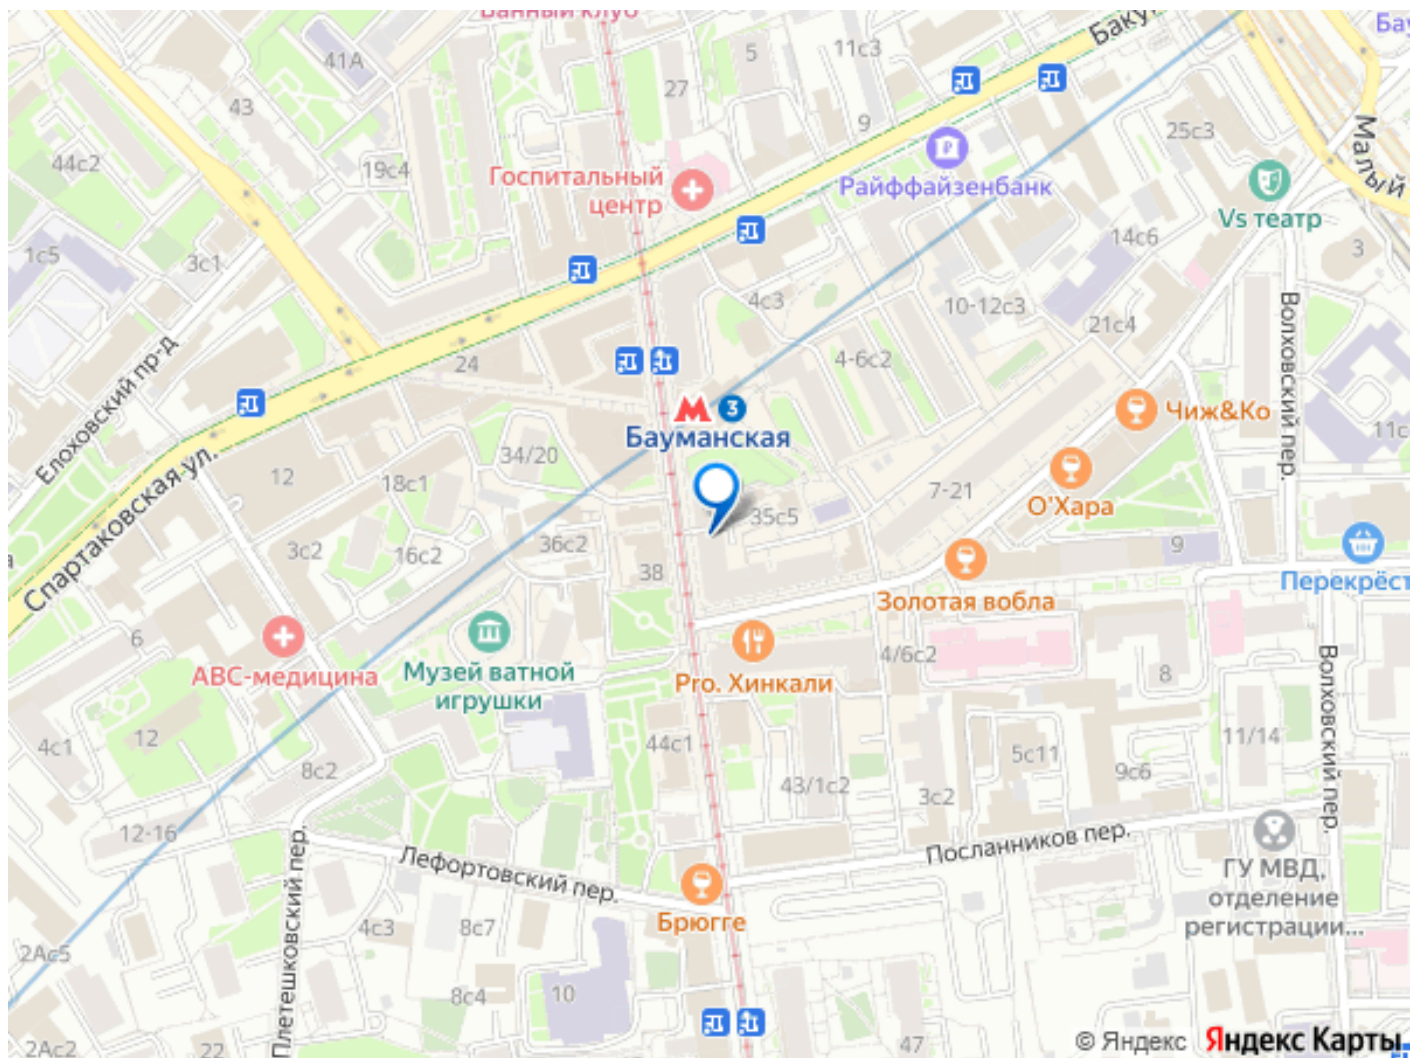 Банный клуб
41А
5
11с3
Баку
Бау
43
27
9
25с3
Малый
44с2
19с4
Госпитальный
центр
Райффайзенбанк
Vs театр
1с5
3с1
14с6
3
4с3
10-12с3
21с4
Волховский пер.
Елоховский пр-д
24
4-6с2
3
Бауманская
Чиж&Ко
11с
34/20
12
18с1
7-21
О'Хара
35с5
Спартаковская ул.
3с2
16с2
36с2
38
9
Перекрёст
Золотая вобла
6
АВС-медицина
Музей ватной
игрушки
Pro. Хинкали
4/6с2
8
Волховский пер.
4с1
12
8с2
44с1
43/1с2
5с11
9с6
11/14
3с2
12-16
Плетешковский пер.
Лефортовский пер.
Посланников пер.
ГУ МВД,
отделение
регистрации...
Брюгге
4с3
8с7
2Ас5
8с4
10
2Ас2
22
47
© Яндекс Яндекс Карты